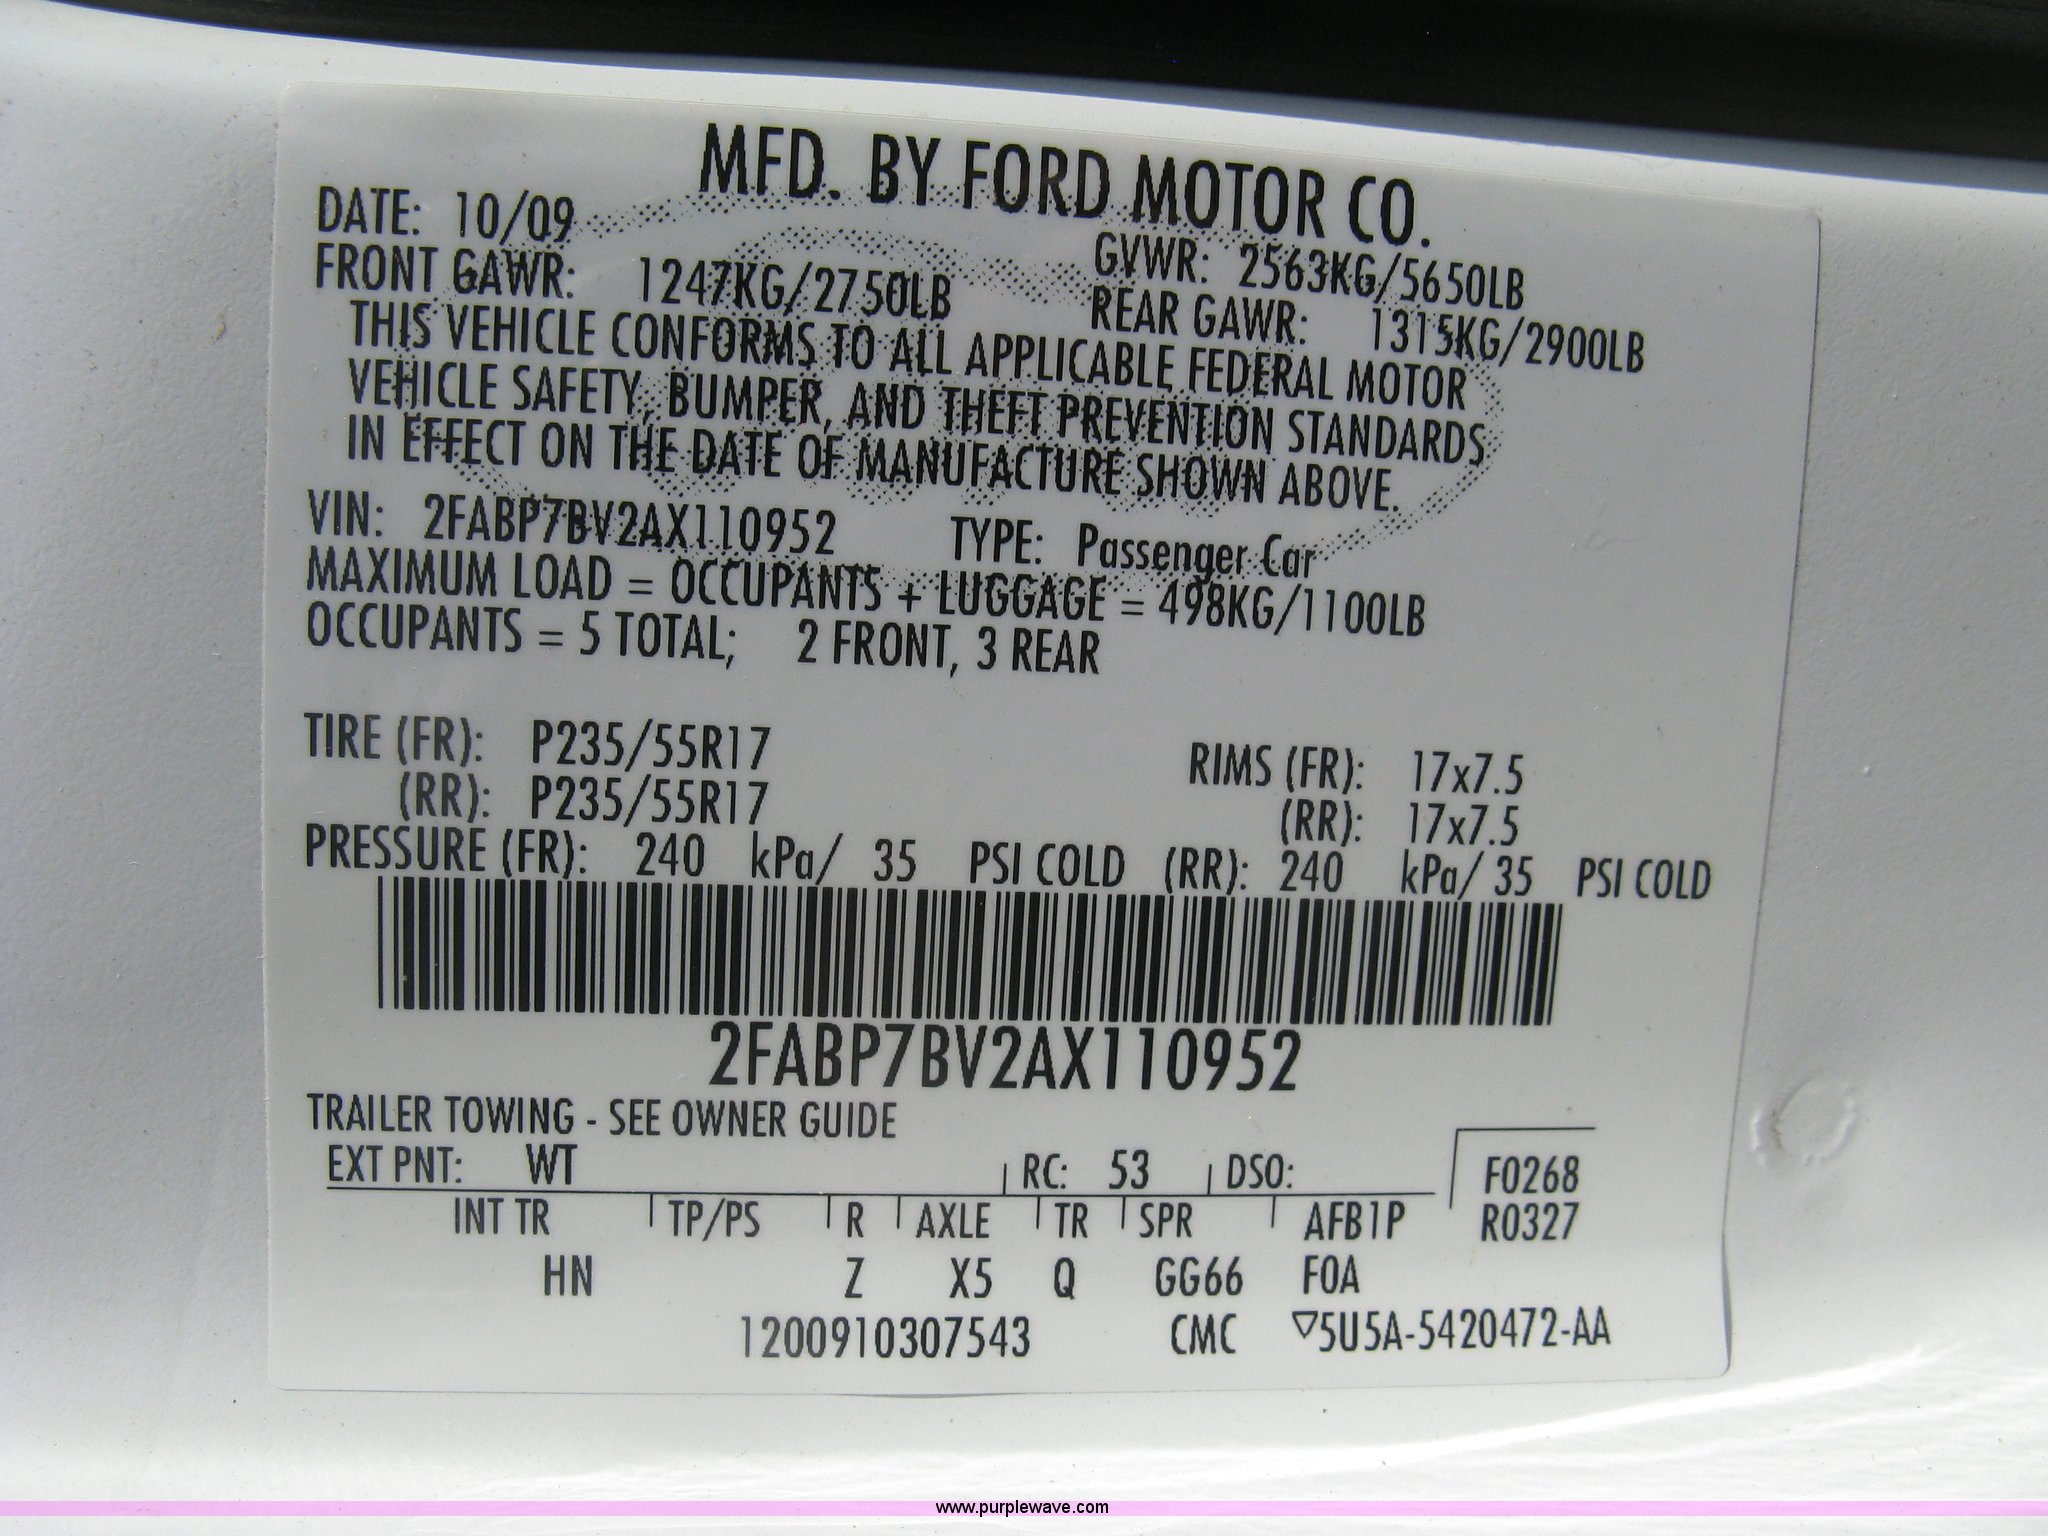 MFD. BY FORD MOTOR CO.
DATE: 10/09 GVWR: 2563KG/5650LB
FRONT GAWR: 1247KG/2750LB REAR GAWR: 1315KG/2900LB
THIS VEHICLE CONFORMS TO ALL APPLICABLE FEDERAL MOTOR
VEHICLE SAFETY, BUMPER, AND THEFT PREVENTION STANDARDS
IN EFFECT ON THE DATE OF MANUFACTURE SHOWN ABOVE.
VIN: 2FABP7BV2AX110952 TYPE: Passenger Car
MAXIMUM LOAD = OCCUPANTS + LUGGAGE = 498KG/1100LB
OCCUPANTS = 5 TOTAL; 2 FRONT, 3 REAR
TIRE (FR): P235/55R17 RIMS (FR): 17x7.5
(RR): P235/55R17 (RR): 17x7.5
PRESSURE (FR): 240 kPa/ 35 PSI COLD (RR): 240 kPa/ 35 PSI COLD
2FABP7BV2AX110952
TRAILER TOWING - SEE OWNER GUIDE
EXT PNT: WT RC: 53 DSO: F0268
INT TR TP/PS R AXLE TR SPR AFB1P R0327
HN Z X5 Q GG66 FOA
1200910307543 CMC ▽5U5A-5420472-AA
www.purplewave.com